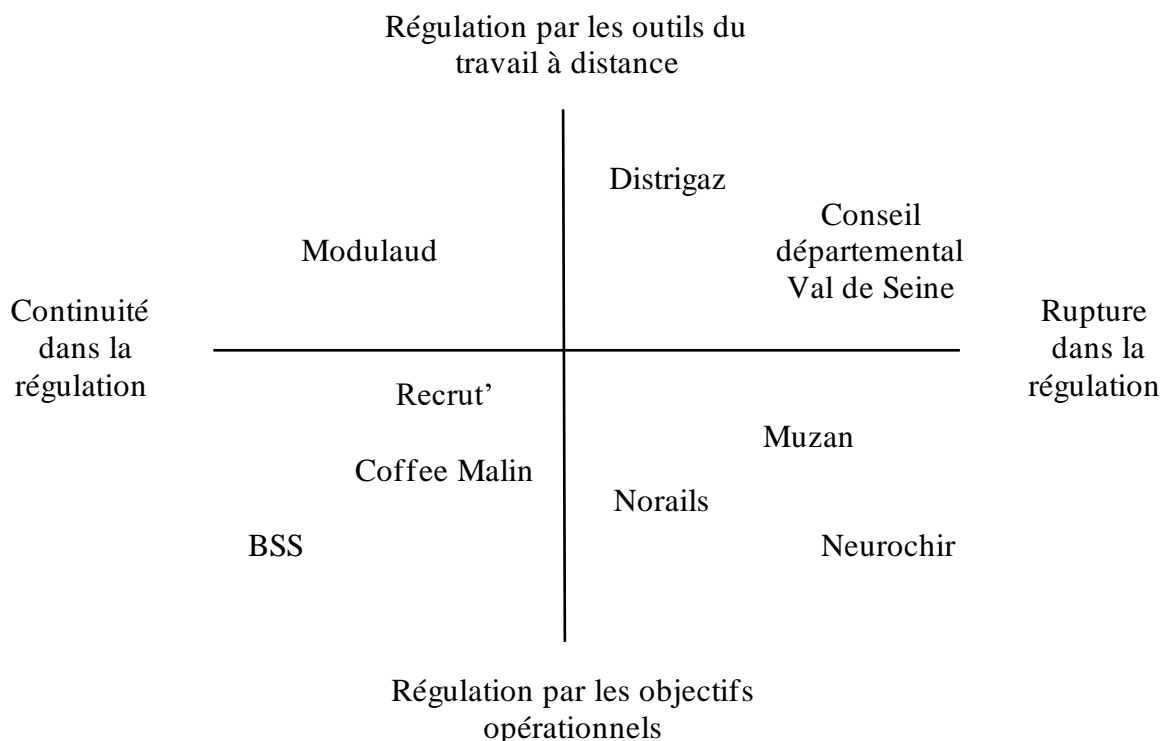 Régulation par les outils du
travail à distance
Distrigaz
Conseil
départemental
Val de Seine
Modulaud
Continuité
dans la
régulation
Rupture
dans la
régulation
Recrut’
Muzan
Coffee Malin
Norails
BSS
Neurochir
Régulation par les objectifs
opérationnels